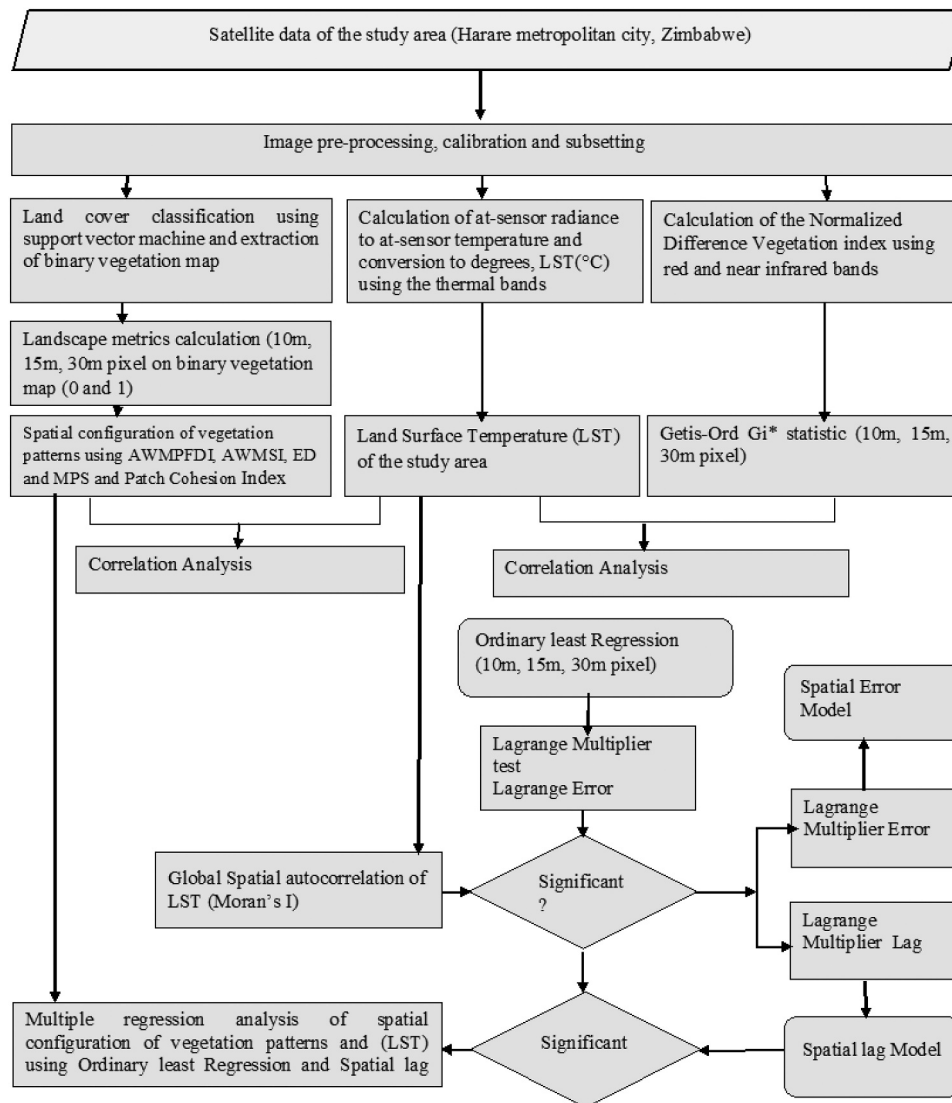 Satellite data of the study area (Harare metropolitan city, Zimbabwe)
Image pre-processing, calibration and subsetting
Land cover classification using
support vector machine and extraction
of binary vegetation map
Calculation of at-sensor radiance
to at-sensor temperature and
conversion to degrees, LST(°C)
using the thermal bands
Calculation of the Normalized
Difference Vegetation index using
red and near infrared bands
Landscape metrics calculation (10m,
15m, 30m pixel on binary vegetation
map (0 and 1)
Spatial configuration of vegetation
patterns using AWMPFDI, AWMSI, ED
and MPS and Patch Cohesion Index
Land Surface Temperature (LST)
of the study area
Getis-Ord Gi* statistic (10m, 15m,
30m pixel)
Correlation Analysis
Correlation Analysis
Ordinary least Regression
(10m, 15m, 30m pixel)
Spatial Error
Model
Lagrange Multiplier
test
Lagrange Error
Lagrange
Multiplier Error
Global Spatial autocorrelation of
LST (Moran's I)
Significant
?
Lagrange
Multiplier Lag
Multiple regression analysis of spatial
configuration of vegetation patterns and (LST)
using Ordinary least Regression and Spatial lag
Significant
Spatial lag Model